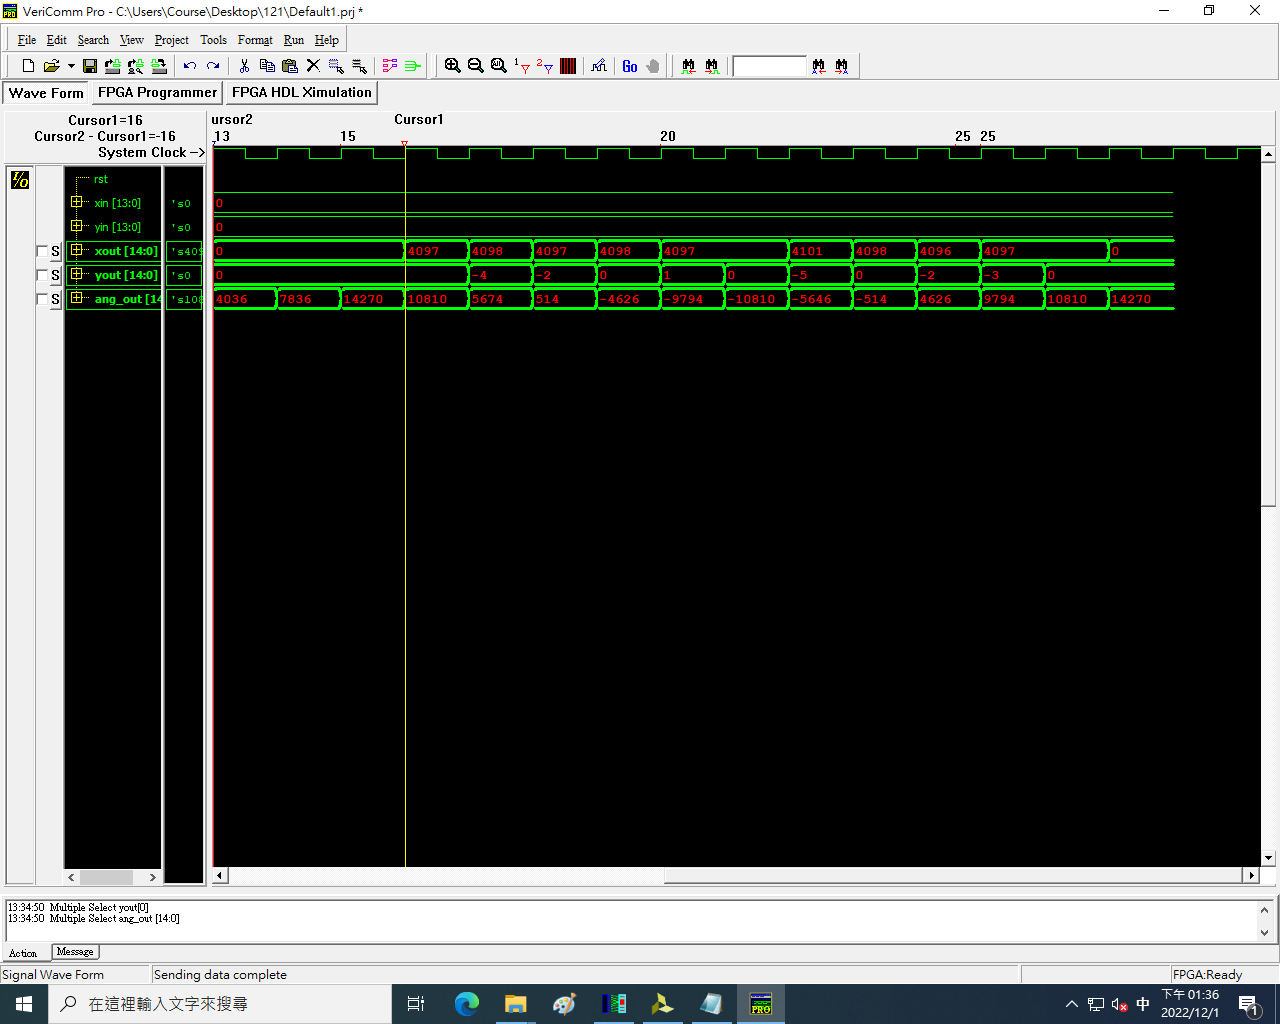 VeriComm Pro - C:\Users\Course\Desktop\121\Default1.prj *
File Edit Search View Project Tools Format Run Help
Go
Wave Form FPGA Programmer FPGA HDL Ximulation
Cursor1=16 ursor2 Cursor1
Cursor2 - Cursor1=-16 13 15 20 25 25
System Clock ->
I/O rst
xin [13:0] 's0 0
yin [13:0] 's0 0
S xout [14:0] 's409 0 4097 4098 4097 4098 4097 4101 4098 4096 4097 0
S yout [14:0] 's0 0 -4 -2 0 1 0 -5 0 -2 -3 0
S ang_out [14 's108 4036 7836 14270 10810 5674 514 -4626 -9794 -10810 -5646 -514 4626 9794 10810 14270
13:34:50 Multiple Select yout[0]
13:34:50 Multiple Select ang_out [14:0]
Action Message
Signal Wave Form Sending data complete FPGA:Ready
在這裡輸入文字來搜尋 PRO 中 下午 01:36
2022/12/1 1